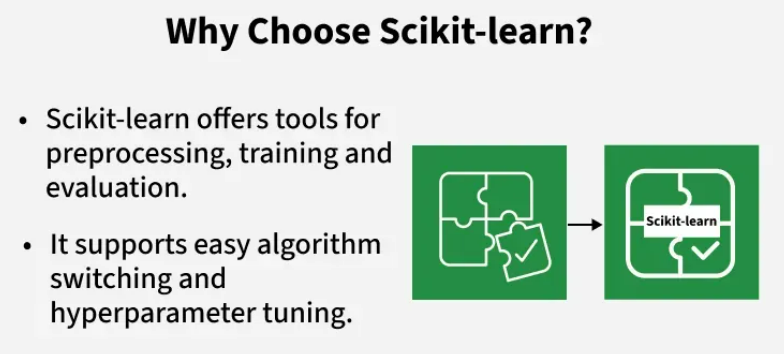 Why Choose Scikit-learn?
• Scikit-learn offers tools for
preprocessing, training and
evaluation.
• It supports easy algorithm
switching and
hyperparameter tuning.
Scikit-learn